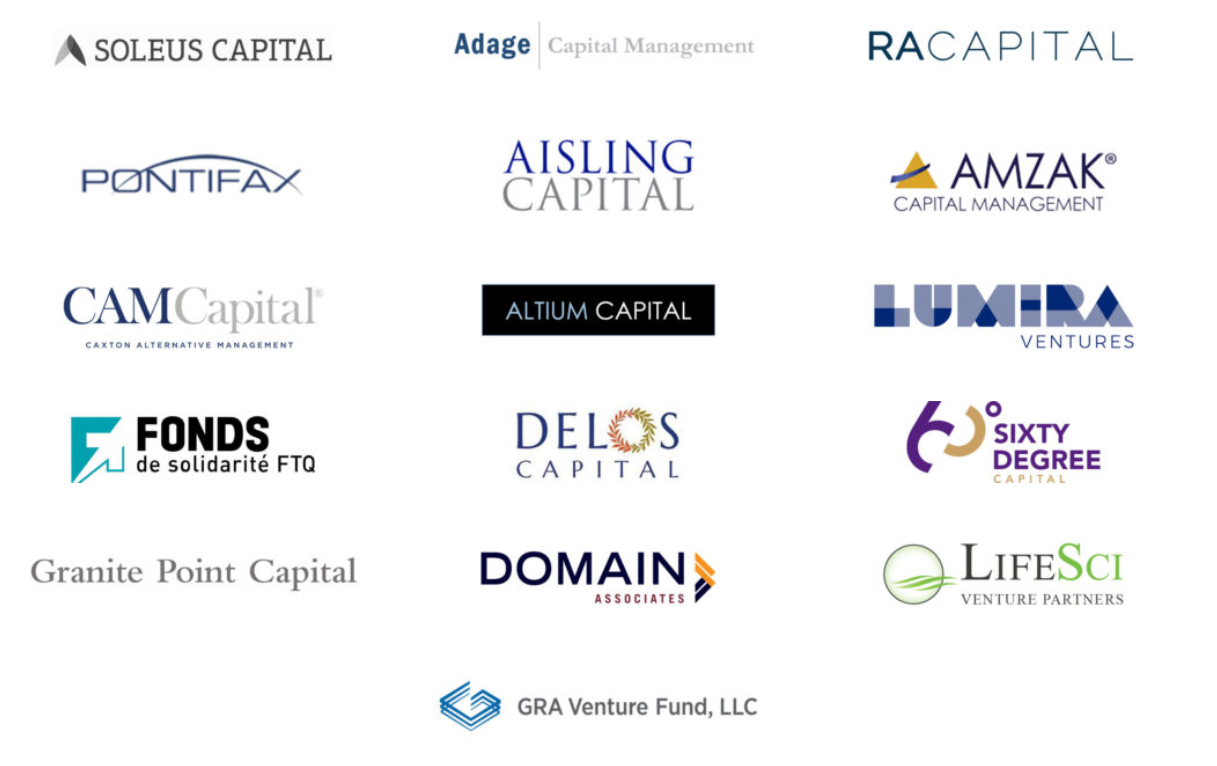 SOLEUS CAPITAL
Adage Capital Management
RACAPITAL
PONTIFAX
AISLING
CAPITAL
AMZAK®
CAPITAL MANAGEMENT
CAMCapital®
CAXTON ALTERNATIVE MANAGEMENT
ALTIUM CAPITAL
LUMIRA
VENTURES
FONDS
de solidarité FTQ
DELOS
CAPITAL
60°
SIXTY
DEGREE
CAPITAL
Granite Point Capital
DOMAIN
ASSOCIATES
LIFESCI
VENTURE PARTNERS
GRA Venture Fund, LLC